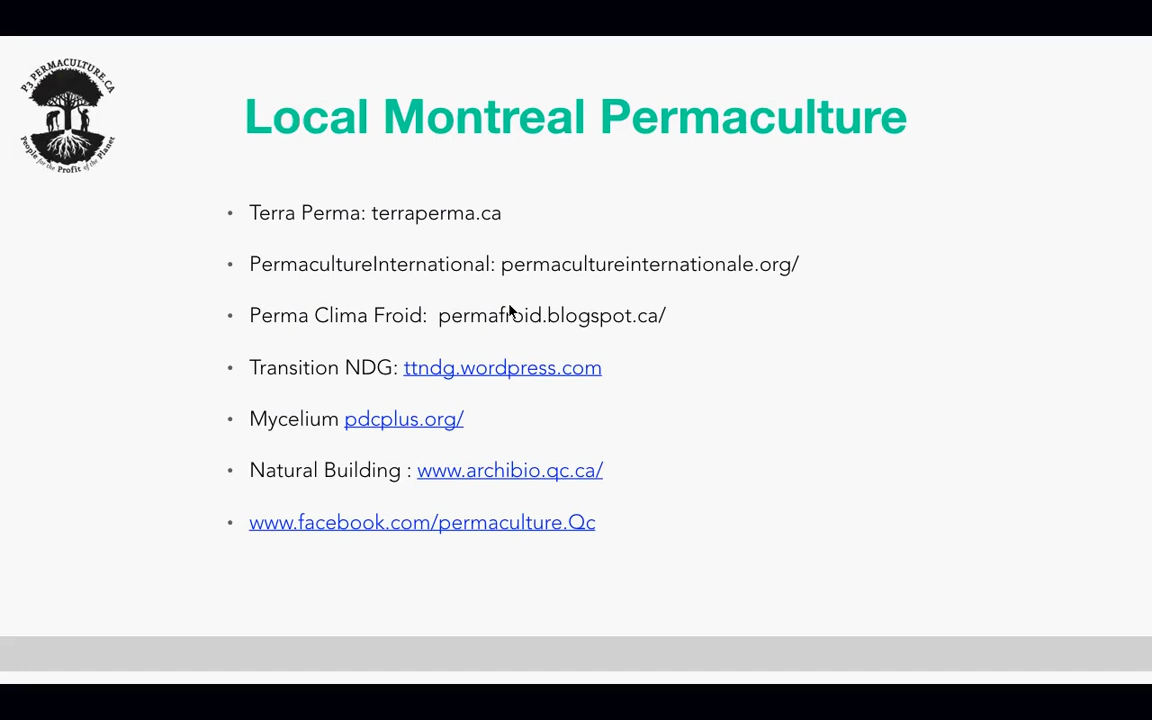 P3 PERMACULTURE.CA
People for the Profit of the Planet
Local Montreal Permaculture
• Terra Perma: terraperma.ca
• PermacultureInternational: permacultureinternationale.org/
• Perma Clima Froid:  permafroid.blogspot.ca/
• Transition NDG: ttndg.wordpress.com
• Mycelium pdcplus.org/
• Natural Building : www.archibio.qc.ca/
• www.facebook.com/permaculture.Qc